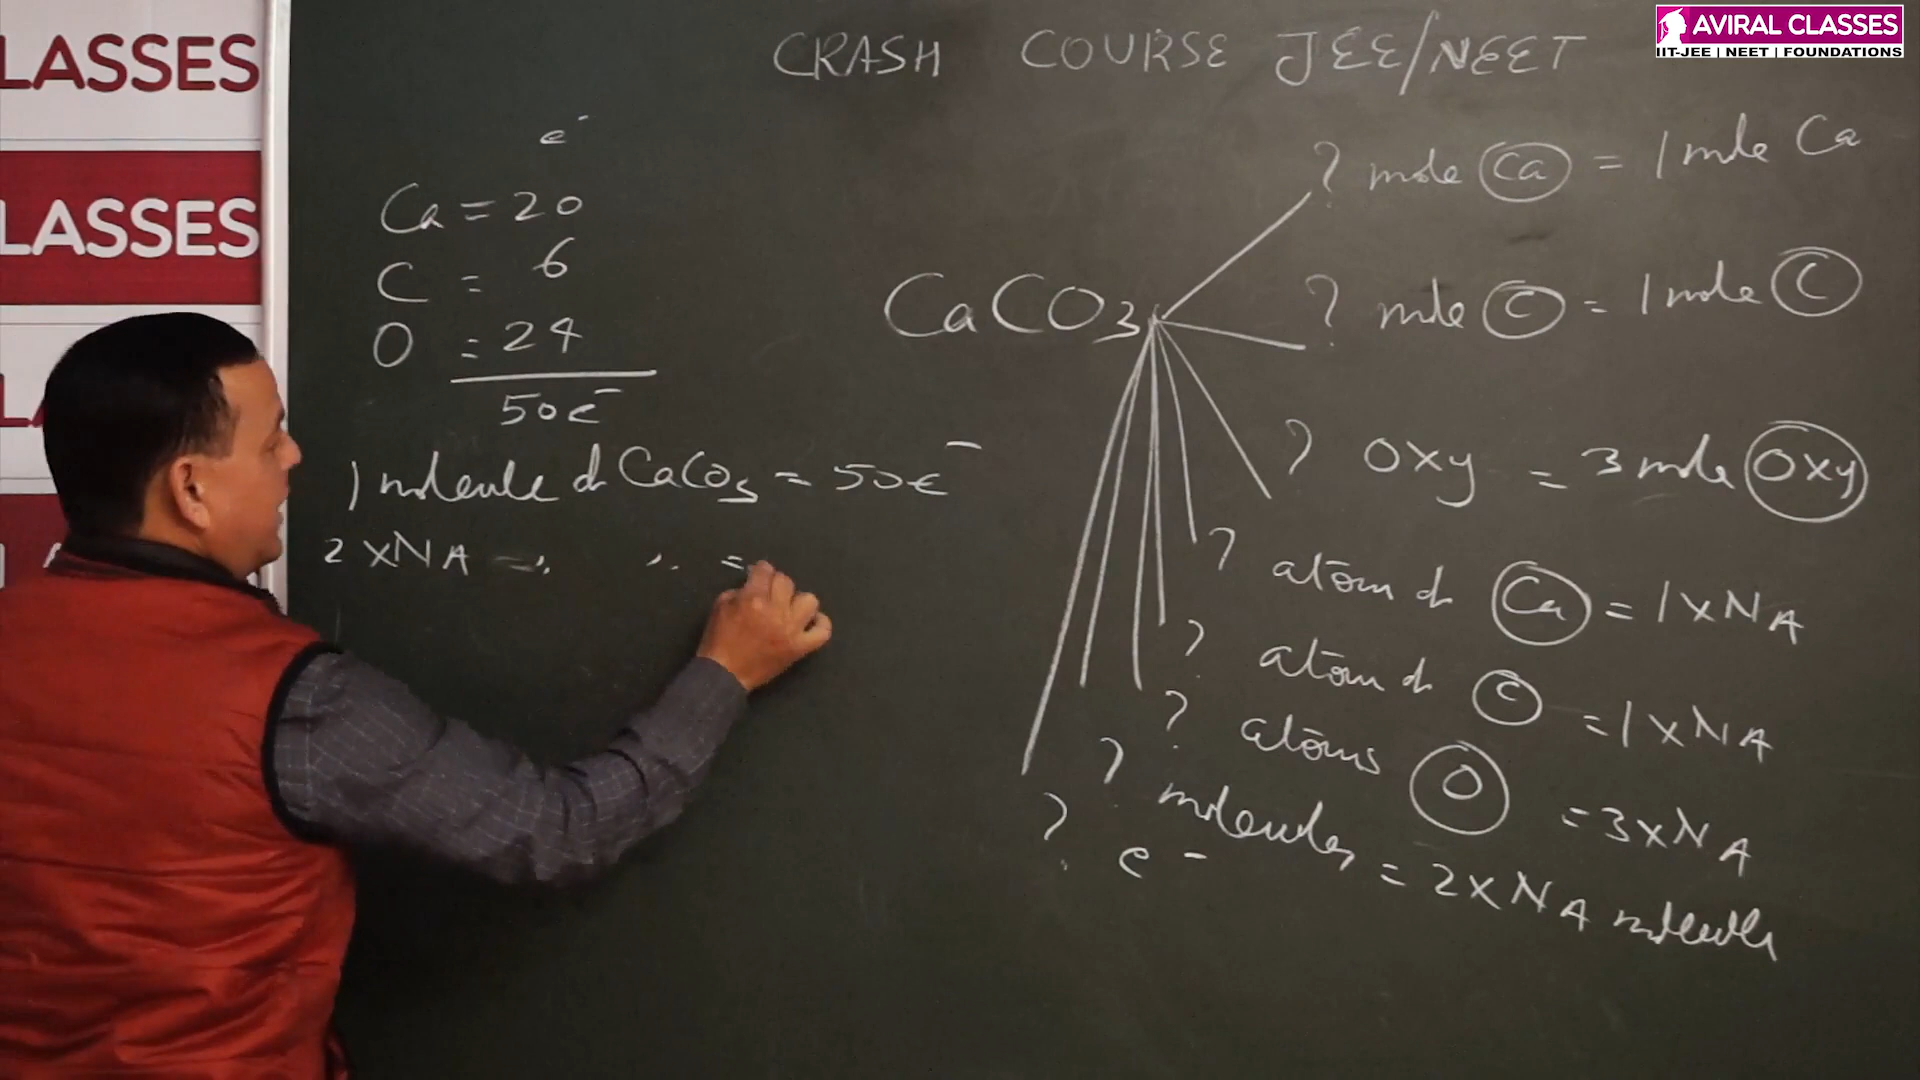 AVIRAL CLASSES
IIT-JEE | NEET | FOUNDATIONS
LASSES
LASSES
CRASH COURSE JEE/NEET
e⁻
Ca = 20
C = 6
O = 24
50e⁻
1 molecule of CaCO₃ = 50e⁻
2 x NA =
CaCO₃
? mole Ca = 1 mole Ca
? mole C = 1 mole C
? Oxy = 3 mole Oxy
? atom of Ca = 1 x NA
? atom of C = 1 x NA
? atoms O = 3 x NA
? molecules = 2 x NA molecules
? e⁻